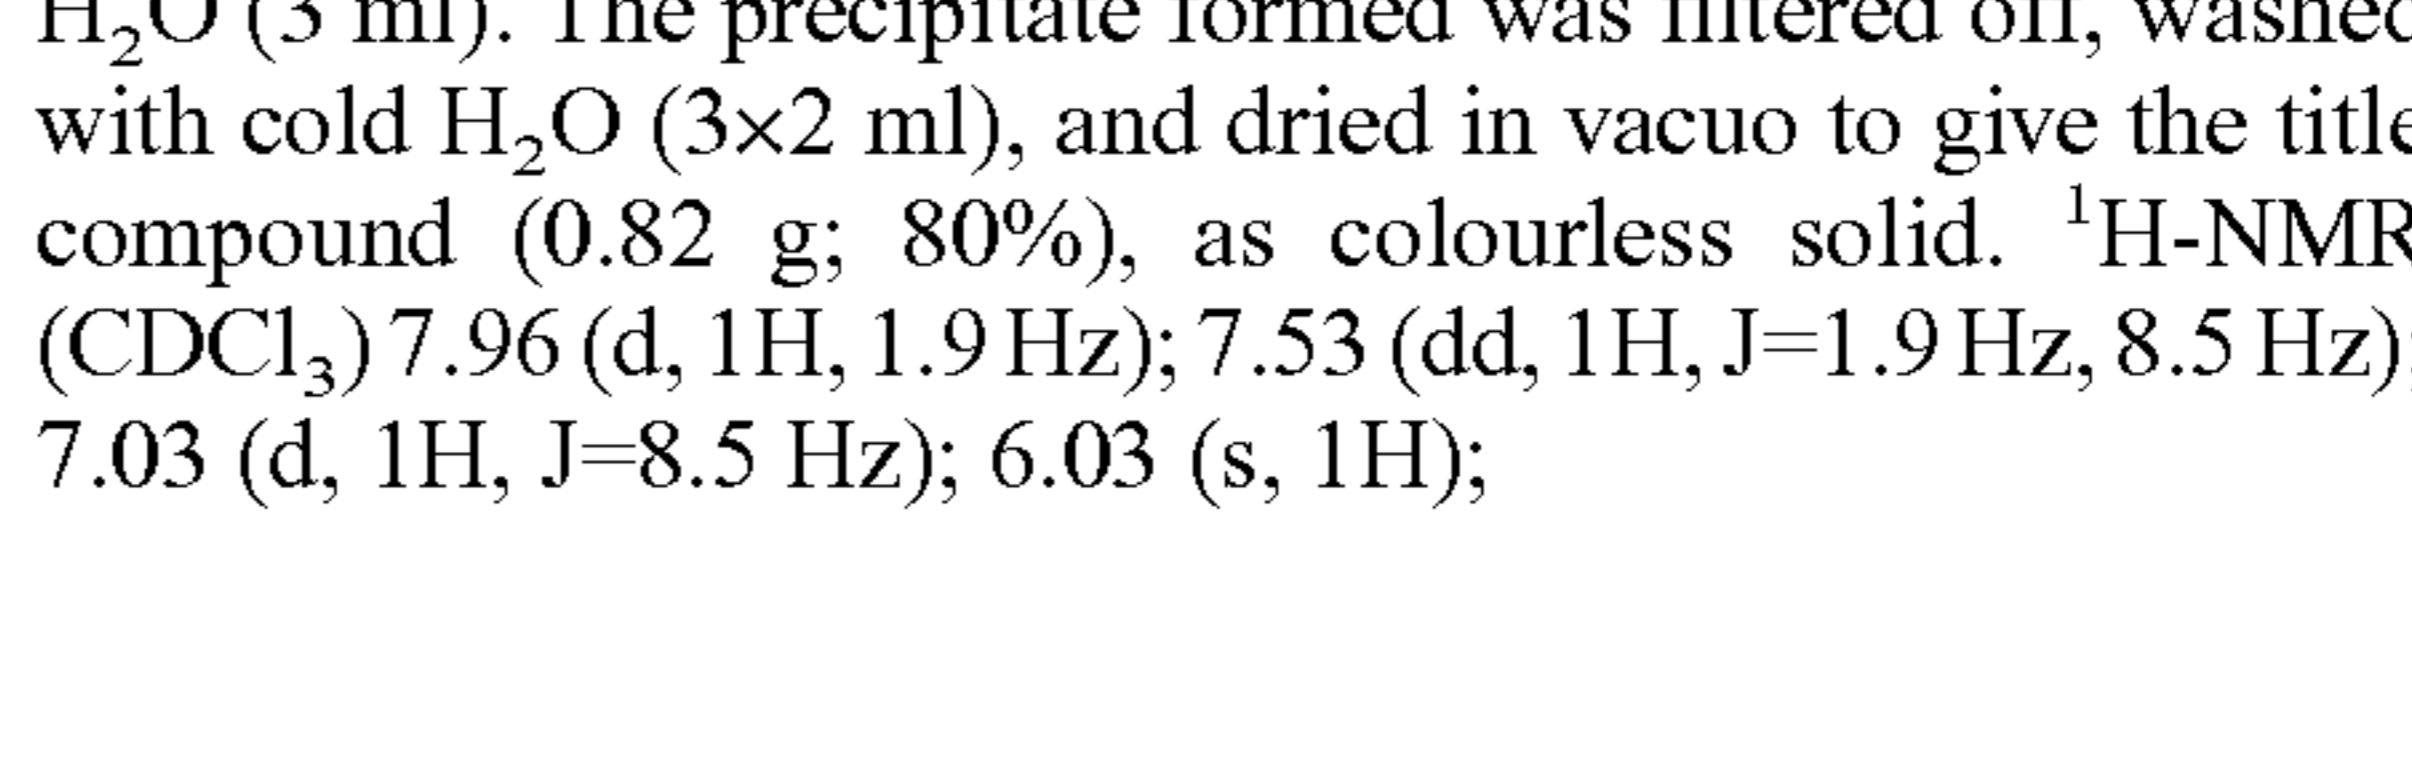 H₂O (3 ml). The precipitate formed was filtered off, washed
with cold H₂O (3×2 ml), and dried in vacuo to give the title
compound (0.82 g; 80%), as colourless solid. ¹H-NMR
(CDCl₃) 7.96 (d, 1H, 1.9 Hz); 7.53 (dd, 1H, J=1.9 Hz, 8.5 Hz);
7.03 (d, 1H, J=8.5 Hz); 6.03 (s, 1H);